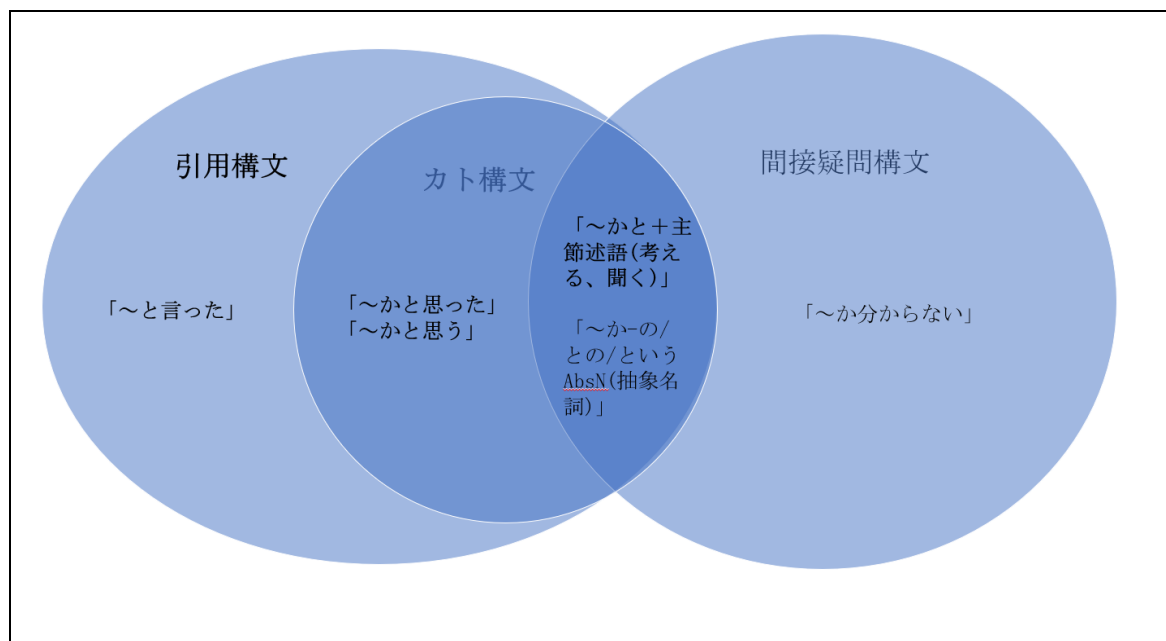 引用構文
カト構文
間接疑問構文
「～と言った」
「～かと思った」
「～かと思う」
「～かと＋主
節述語(考え
る、聞く)」
「～か-の/
との/という
AbsN(抽象名
詞)」
「～か分からない」